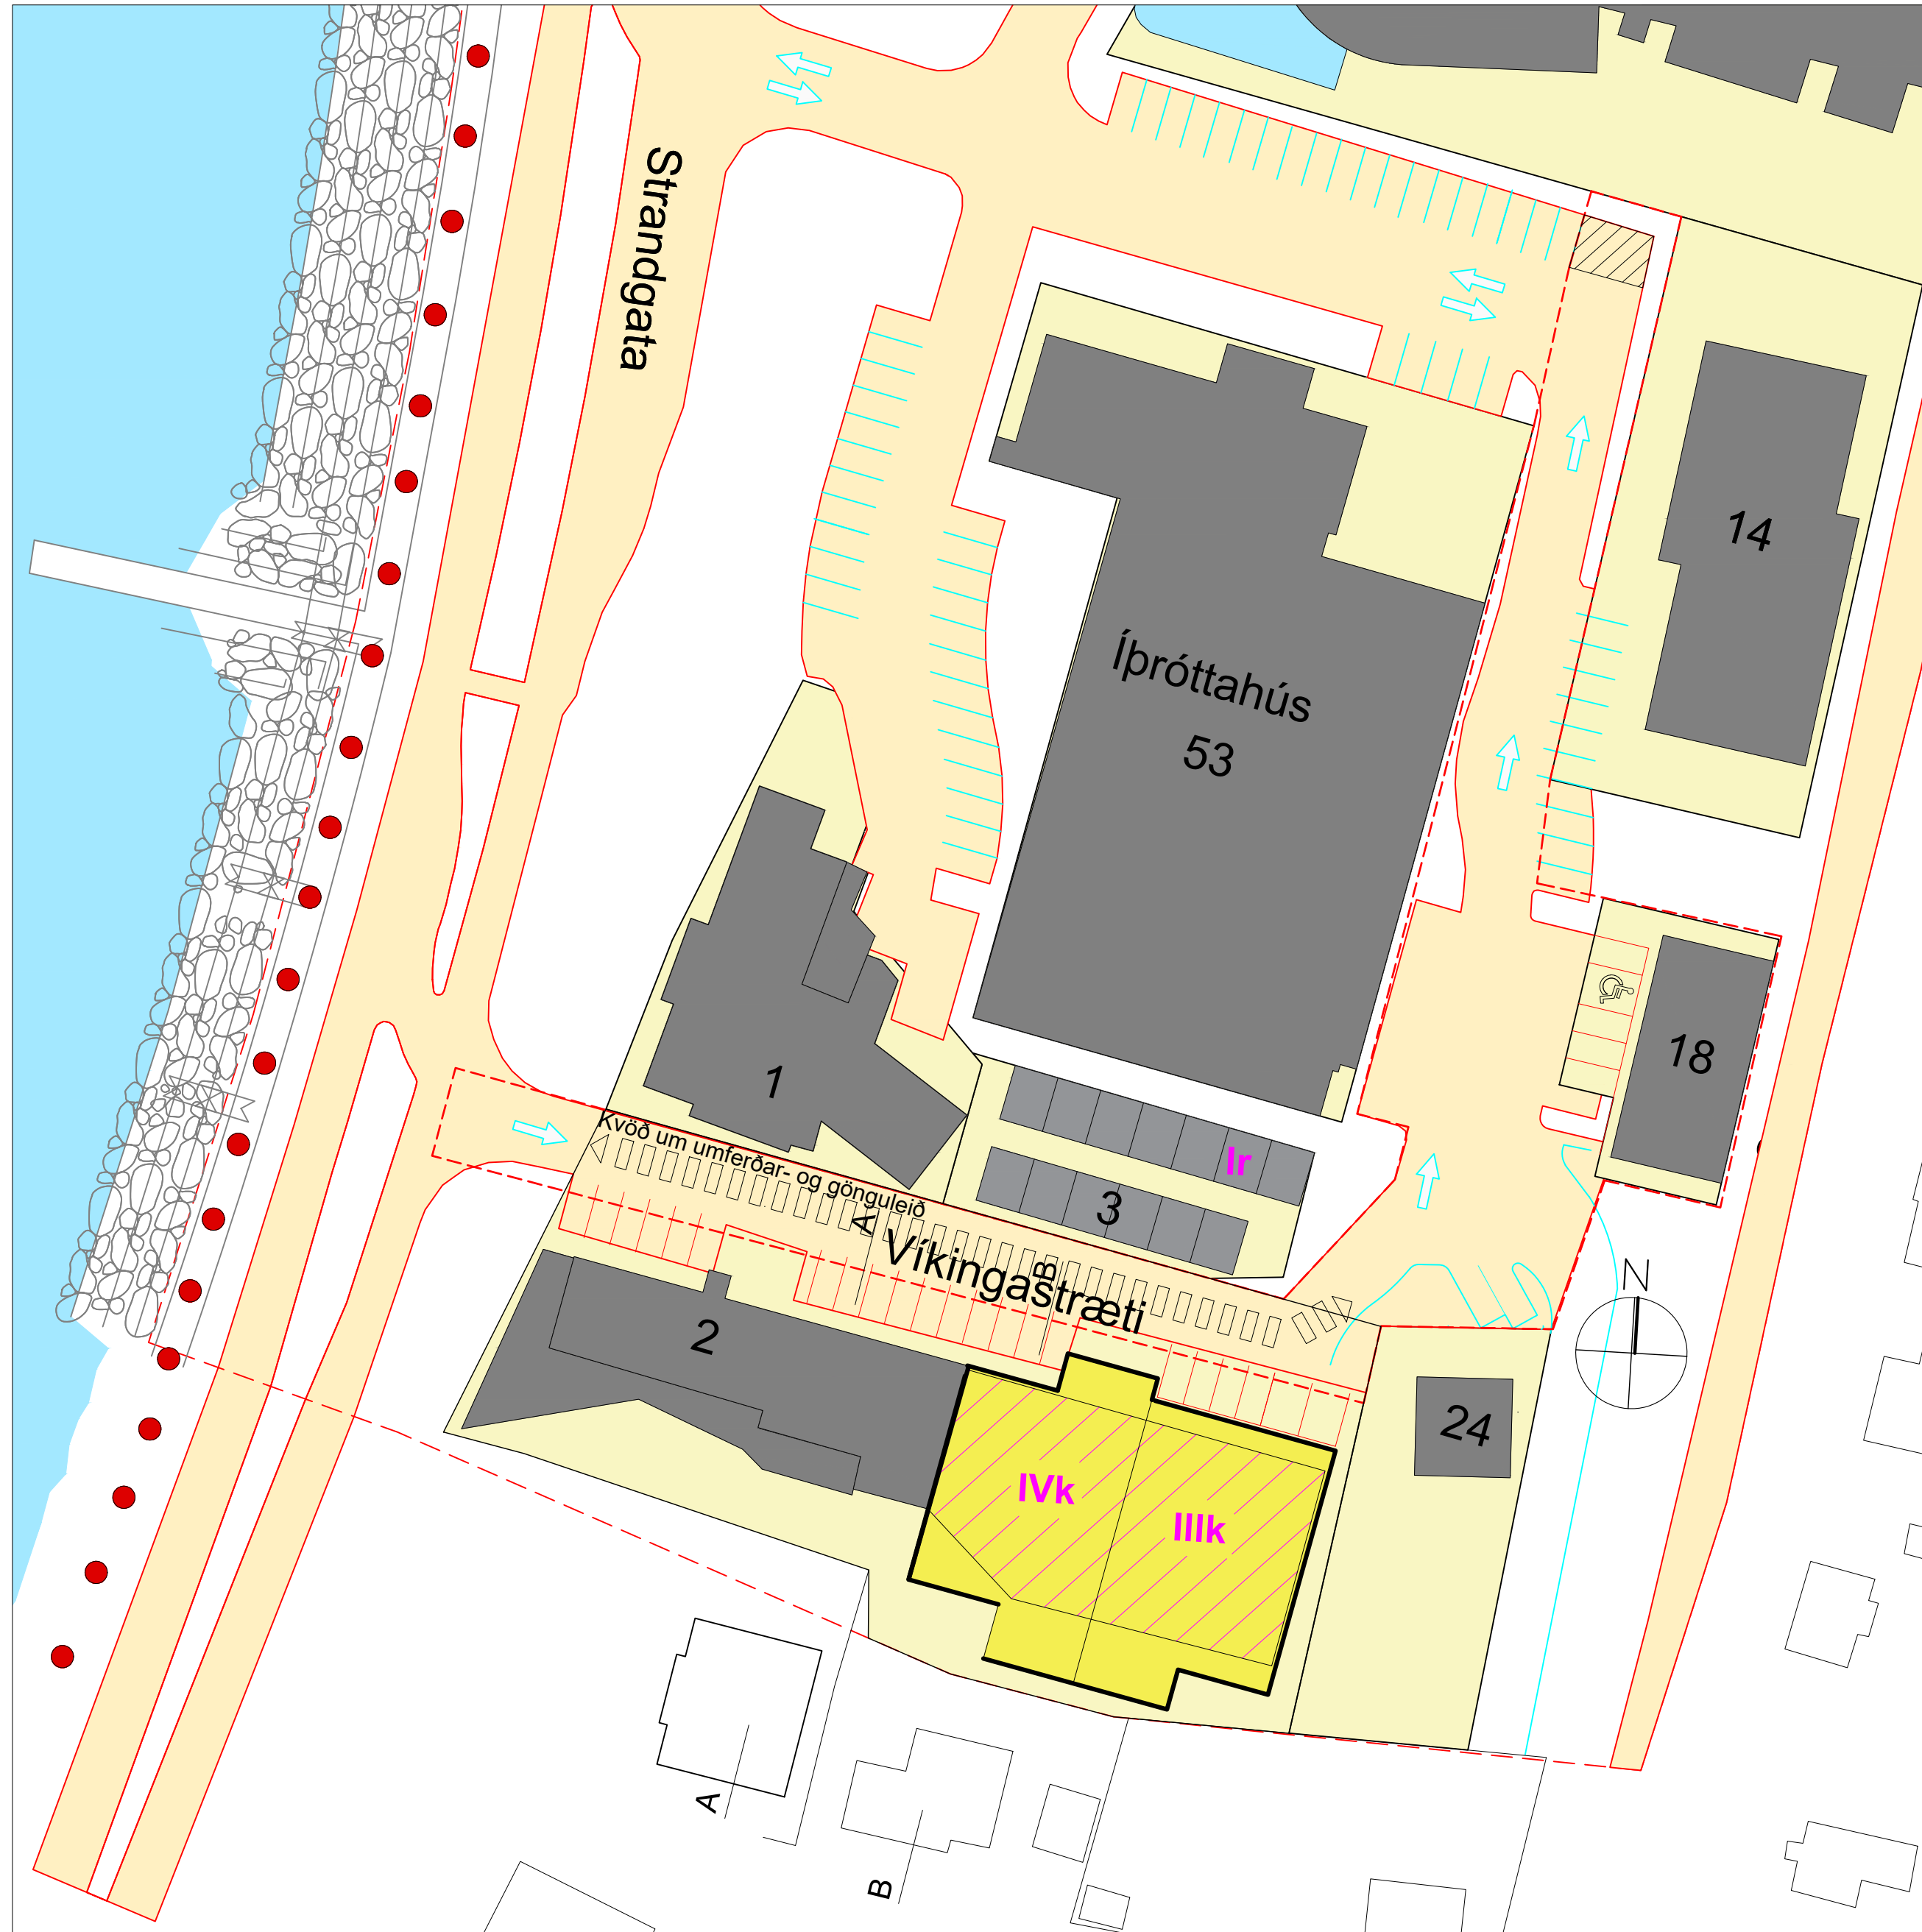 Strandgata
14
Íþróttahús
53
18
1
Kvöð um umferðar- og gönguleið
Ir
3
A
B
Víkingastræti
N
2
24
IVk
IIIk
A
B